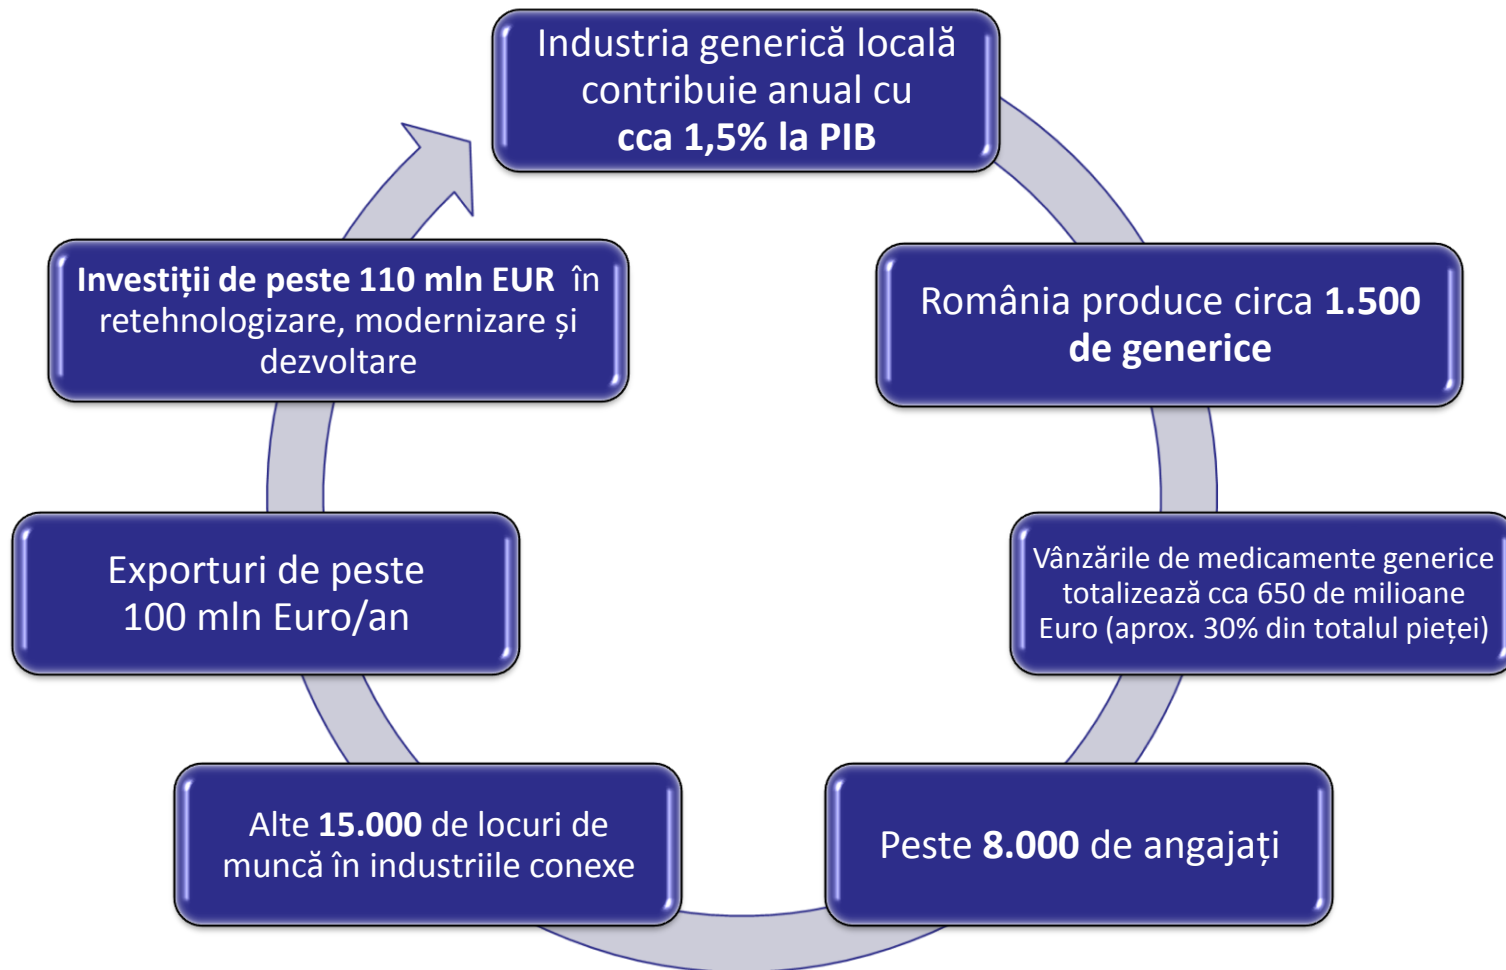 Industria generică locală
contribuie anual cu
cca 1,5% la PIB
România produce circa 1.500
de generice
Vânzările de medicamente generice
totalizează cca 650 de milioane
Euro (aprox. 30% din totalul pieței)
Peste 8.000 de angajați
Alte 15.000 de locuri de
muncă în industriile conexe
Exporturi de peste
100 mln Euro/an
Investiții de peste 110 mln EUR în
retehnologizare, modernizare și
dezvoltare